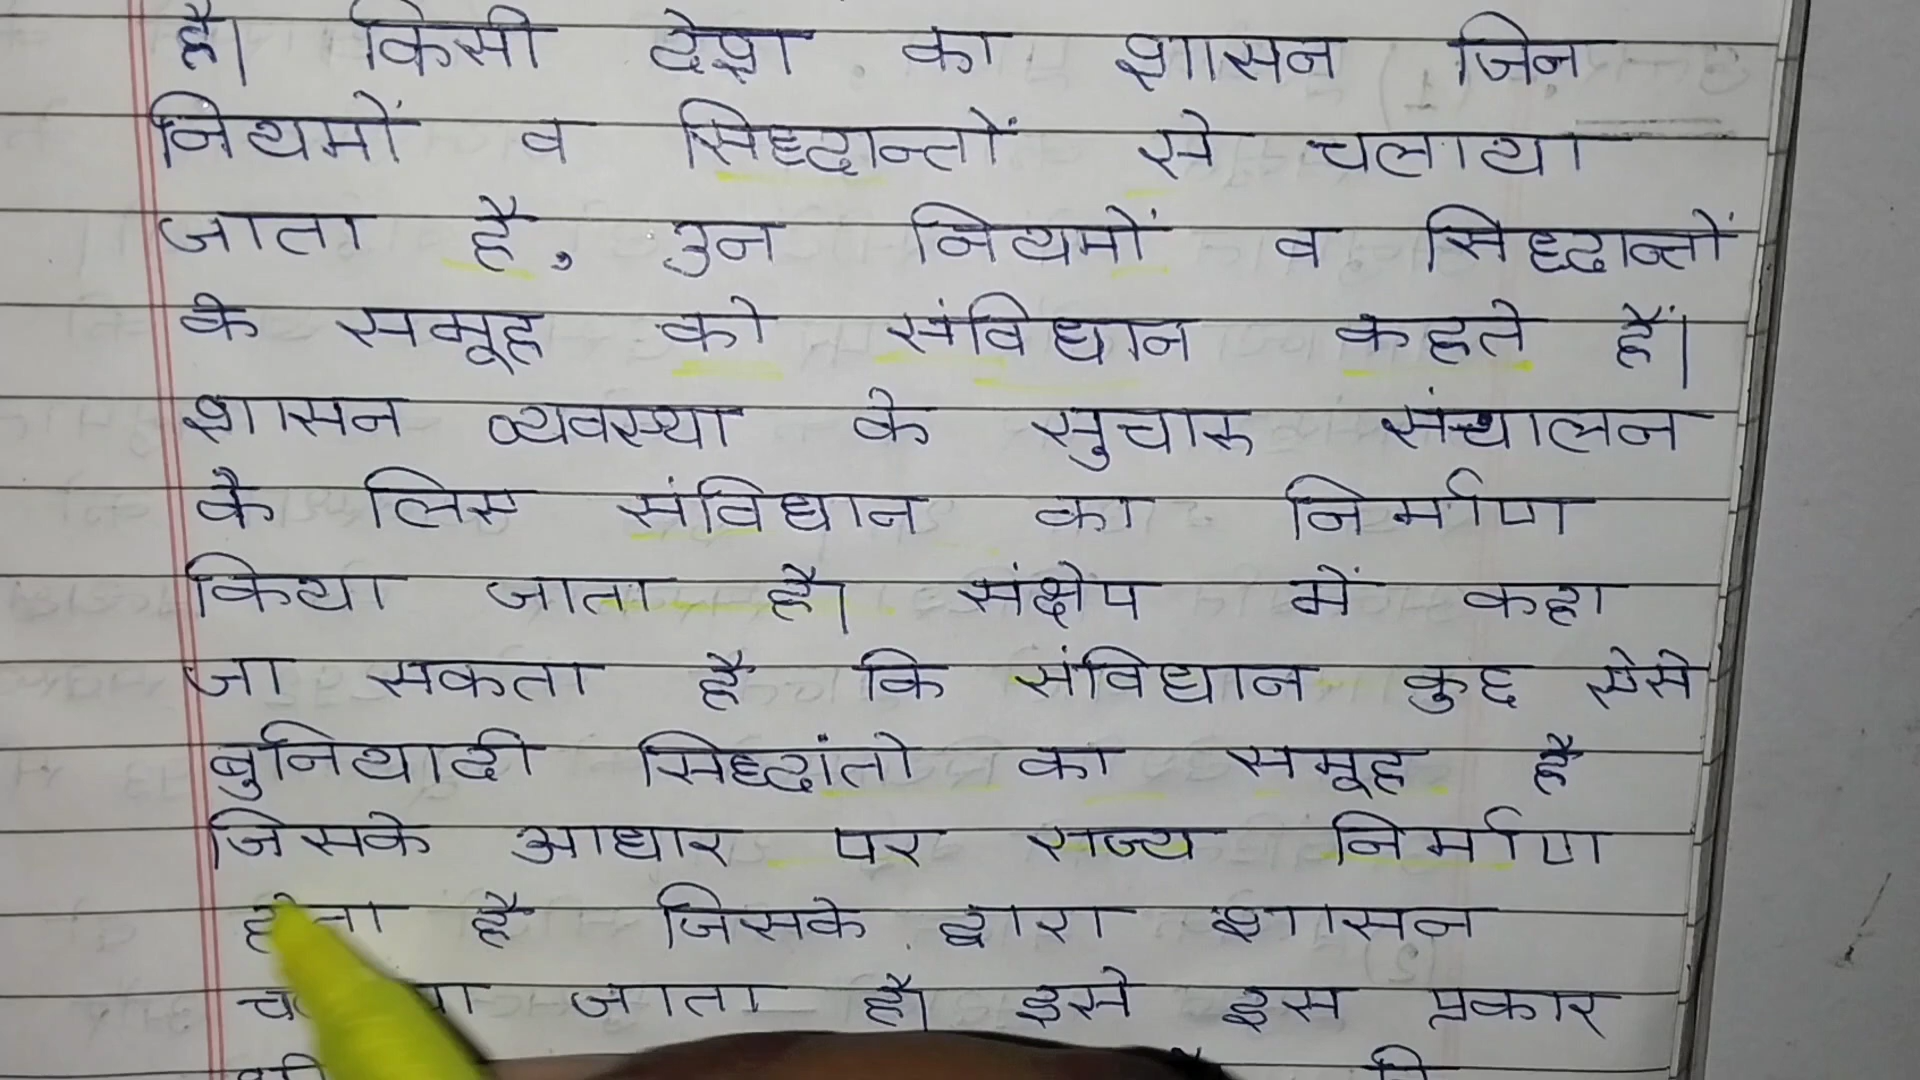 है। किसी देश का शासन जिन
नियमों व सिद्धान्तों से चलाया
जाता है, उन नियमों व सिद्धान्तों
के समूह को संविधान कहते हैं।
शासन व्यवस्था के सुचारू संचालन
के लिए संविधान का निर्माण
किया जाता है। संक्षेप में कहा
जा सकता है कि संविधान कुछ ऐसे
बुनियादी सिद्धांतो का समूह है
जिसके आधार पर राज्य निर्माण
है जिसके द्वारा शासन
जाता है। इसे इस प्रकार